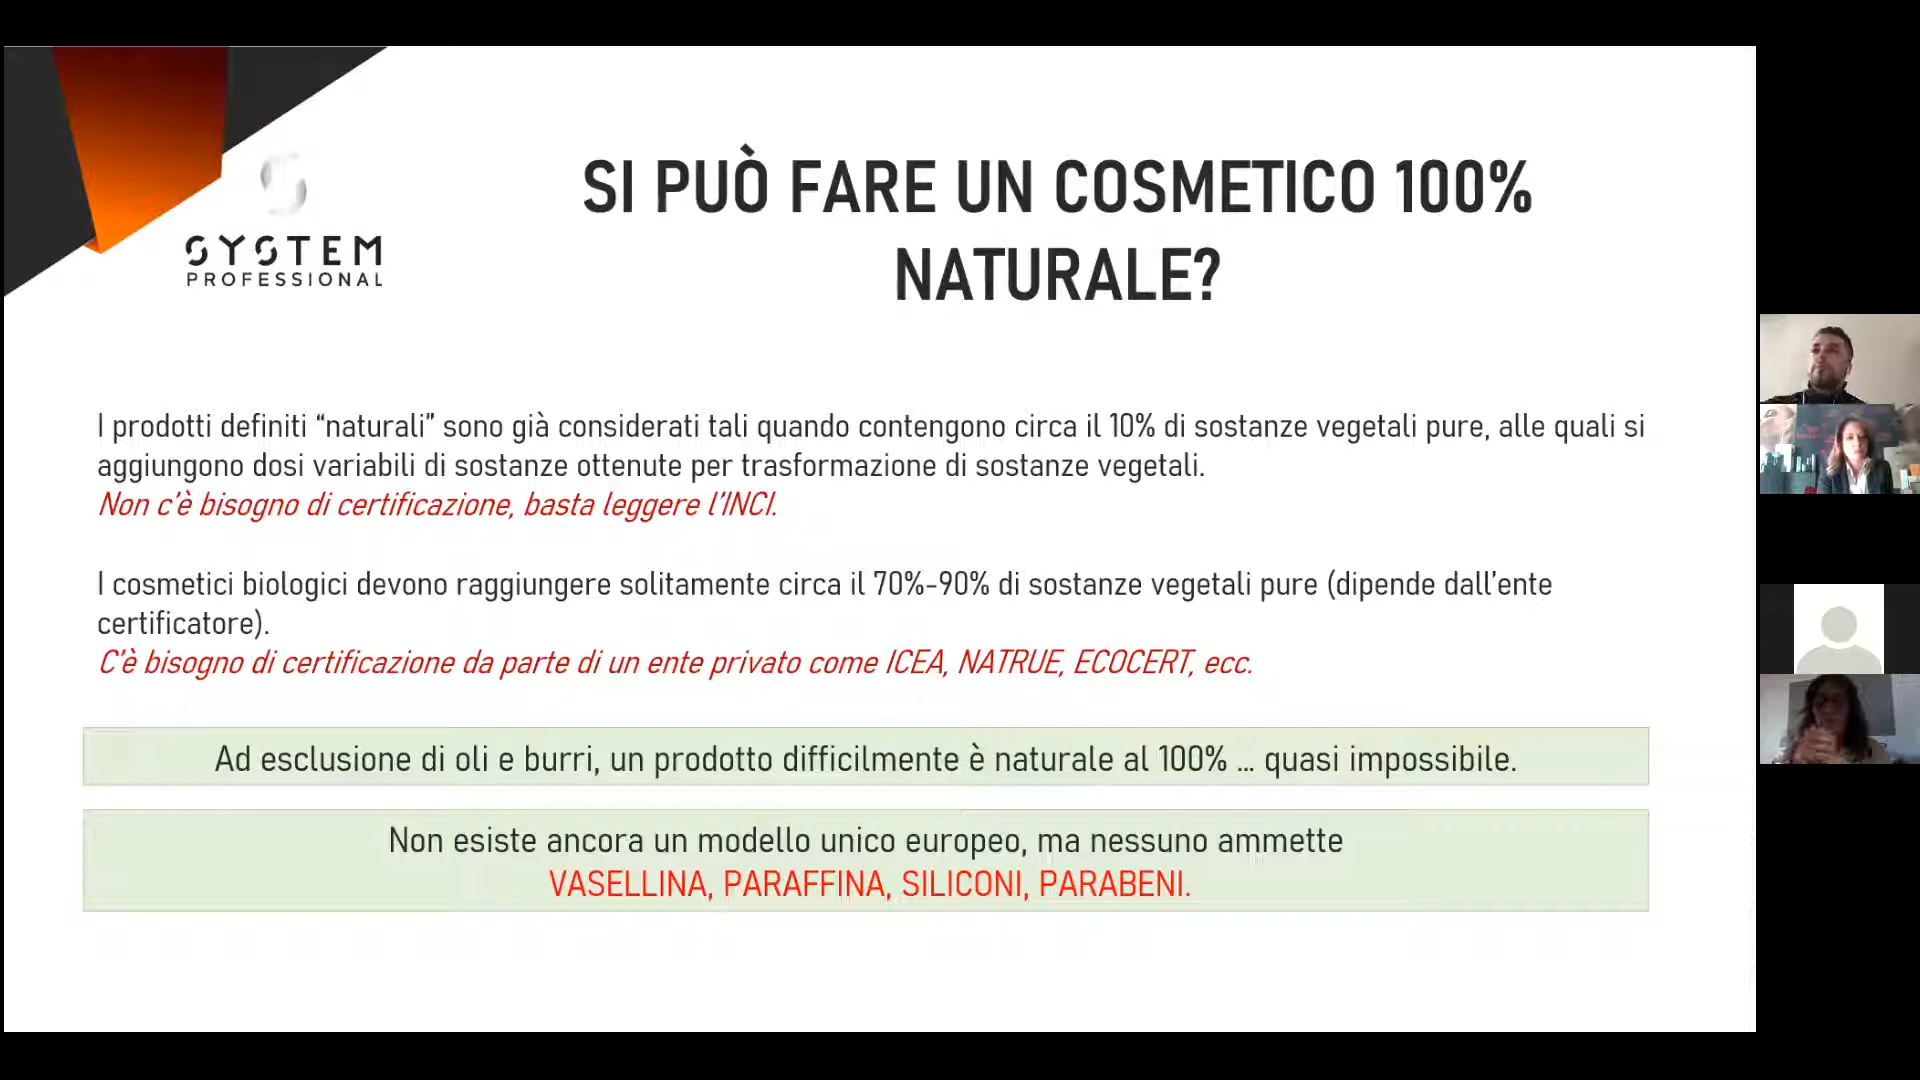 SYSTEM
PROFESSIONAL
SI PUÒ FARE UN COSMETICO 100%
NATURALE?
I prodotti definiti “naturali” sono già considerati tali quando contengono circa il 10% di sostanze vegetali pure, alle quali si
aggiungono dosi variabili di sostanze ottenute per trasformazione di sostanze vegetali.
Non c’è bisogno di certificazione, basta leggere l’INCI.
I cosmetici biologici devono raggiungere solitamente circa il 70%-90% di sostanze vegetali pure (dipende dall’ente
certificatore).
C’è bisogno di certificazione da parte di un ente privato come ICEA, NATRUE, ECOCERT, ecc.
Ad esclusione di oli e burri, un prodotto difficilmente è naturale al 100% … quasi impossibile.
Non esiste ancora un modello unico europeo, ma nessuno ammette
VASELLINA, PARAFFINA, SILICONI, PARABENI.